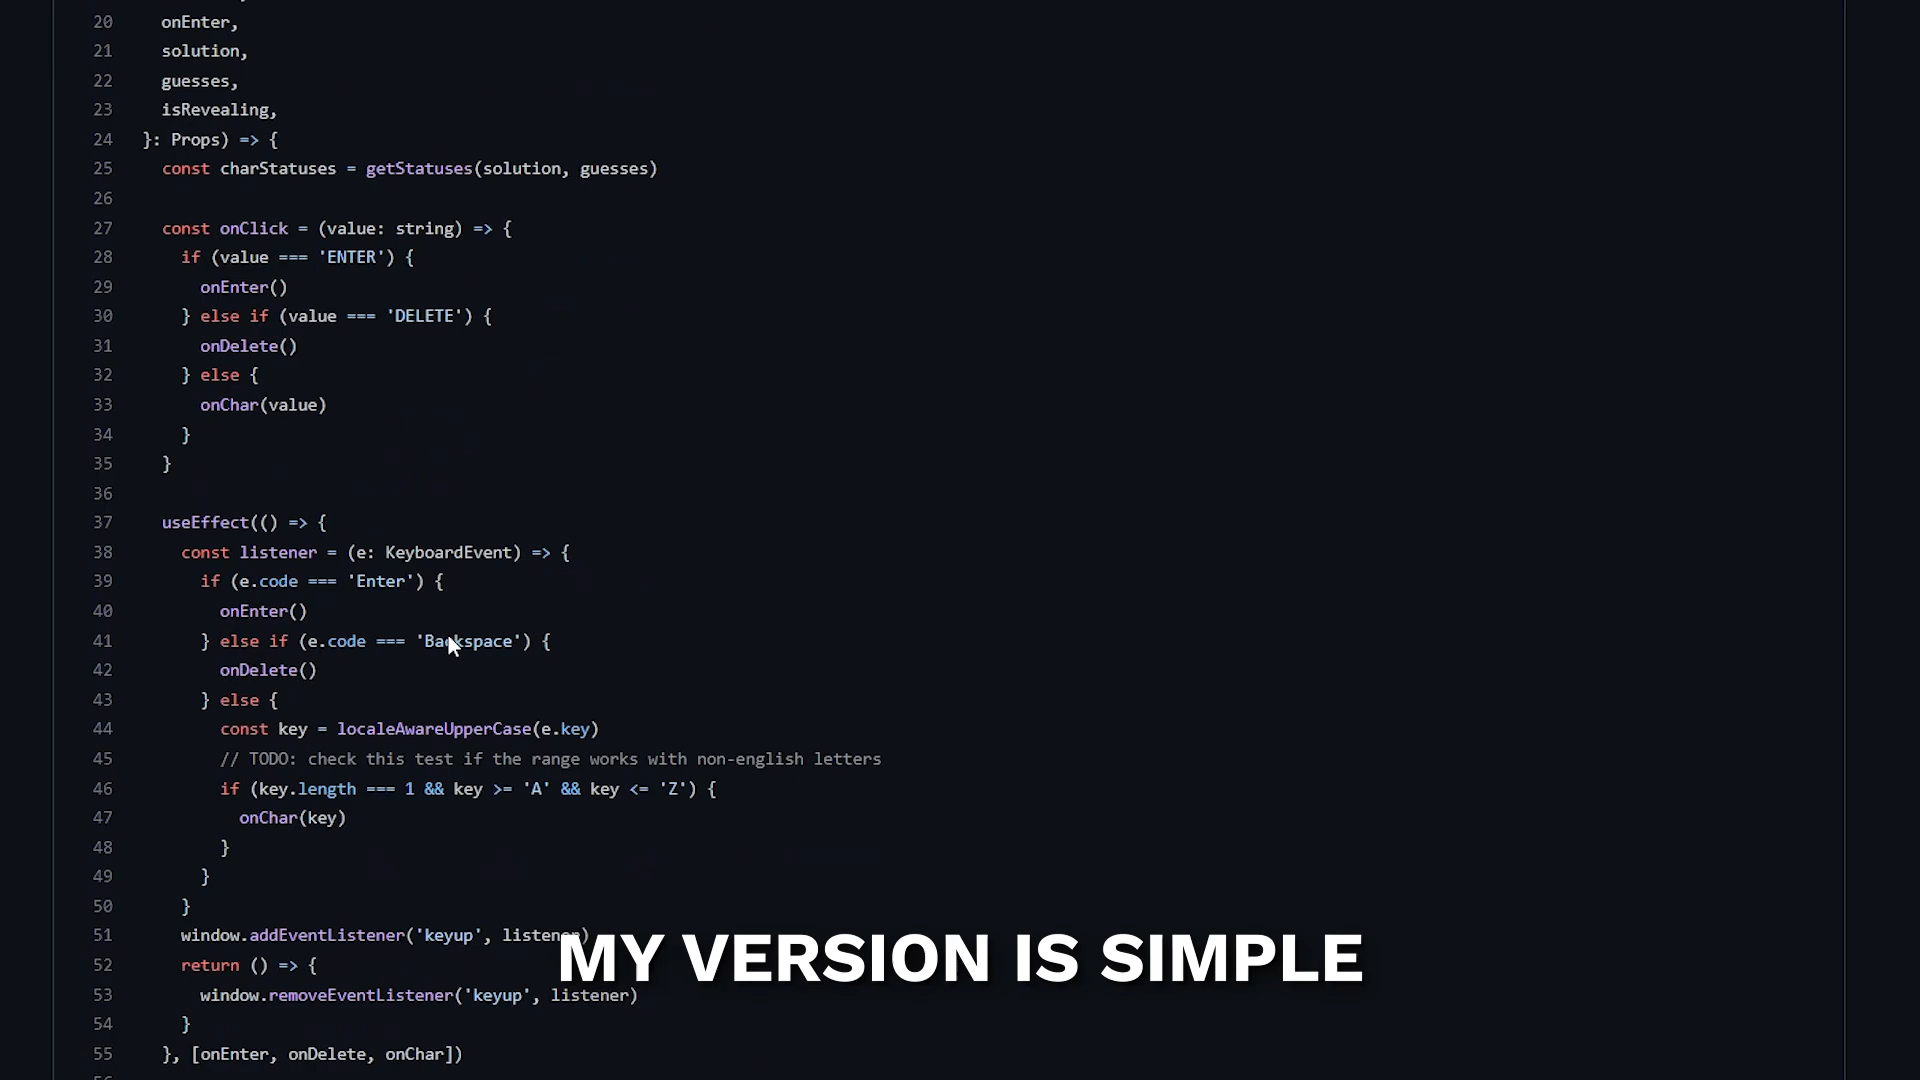 20 onEnter,
21 solution,
22 guesses,
23 isRevealing,
24 }: Props) => {
25 const charStatuses = getStatuses(solution, guesses)
26
27 const onClick = (value: string) => {
28 if (value === 'ENTER') {
29 onEnter()
30 } else if (value === 'DELETE') {
31 onDelete()
32 } else {
33 onChar(value)
34 }
35 }
36
37 useEffect(() => {
38 const listener = (e: KeyboardEvent) => {
39 if (e.code === 'Enter') {
40 onEnter()
41 } else if (e.code === 'Backspace') {
42 onDelete()
43 } else {
44 const key = localeAwareUpperCase(e.key)
45 // TODO: check this test if the range works with non-english letters
46 if (key.length === 1 && key >= 'A' && key <= 'Z') {
47 onChar(key)
48 }
49 }
50 }
51 window.addEventListener('keyup', listener)
MY VERSION IS SIMPLE
52 return () => {
53 window.removeEventListener('keyup', listener)
54 }
55 }, [onEnter, onDelete, onChar])